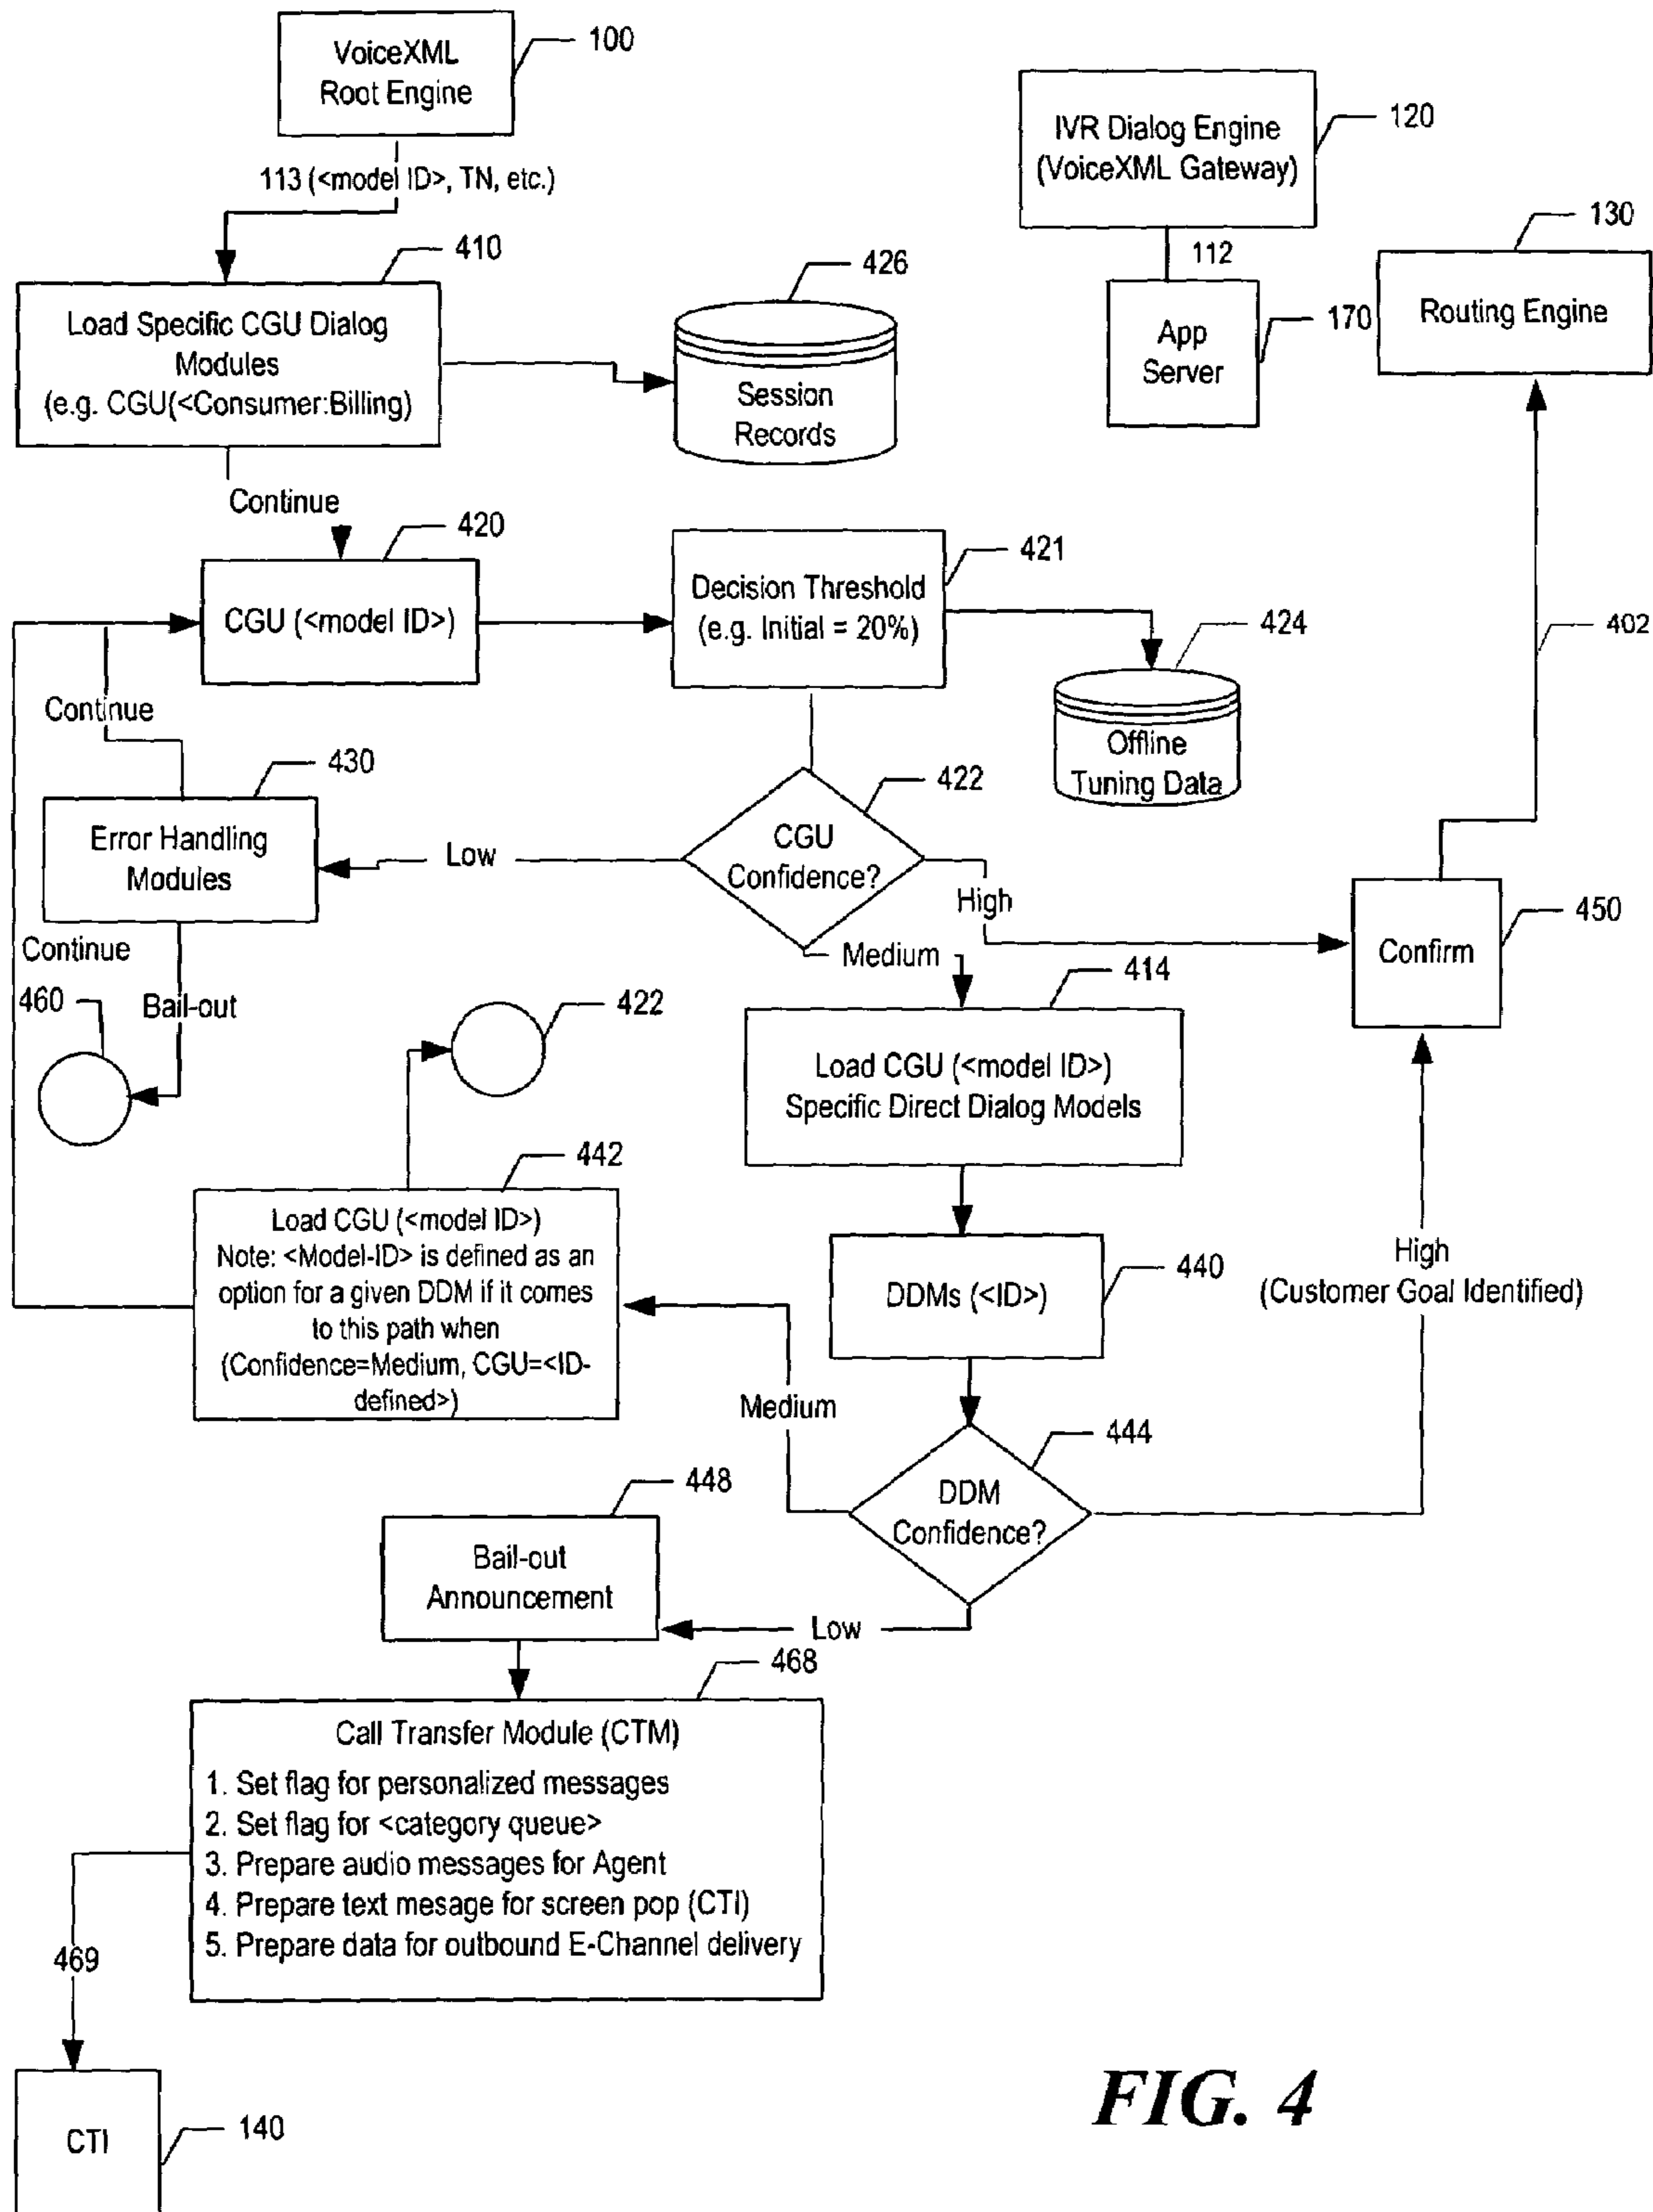 VoiceXML
Root Engine
100
113 (<model ID>, TN, etc.)
IVR Dialog Engine
(VoiceXML Gateway)
120
112
App
Server
170
130
Routing Engine
410
Load Specific CGU Dialog
Modules
(e.g. CGU(<Consumer:Billing)
426
Session
Records
Continue
420
CGU (<model ID>)
Decision Threshold
(e.g. Initial = 20%)
421
424
Offline
Tuning Data
402
Continue
430
Error Handling
Modules
Low
422
CGU
Confidence?
High
450
Confirm
Continue
460
Bail-out
422
Medium
414
Load CGU (<model ID>)
Specific Direct Dialog Models
442
Load CGU (<model ID>)
Note: <Model-ID> is defined as an
option for a given DDM if it comes
to this path when
(Confidence=Medium, CGU=<ID-
defined>)
DDMs (<ID>)
440
High
(Customer Goal Identified)
Medium
444
DDM
Confidence?
448
Bail-out
Announcement
Low
468
Call Transfer Module (CTM)
1. Set flag for personalized messages
2. Set flag for <category queue>
3. Prepare audio messages for Agent
4. Prepare text mesage for screen pop (CTI)
5. Prepare data for outbound E-Channel delivery
469
CTI
140
FIG. 4